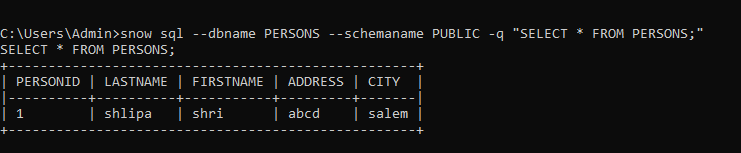 C:\Users\Admin>snow sql --dbname PERSONS --schemaname PUBLIC -q "SELECT * FROM PERSONS;"
SELECT * FROM PERSONS;
+---------------------------------------------------+
| PERSONID | LASTNAME | FIRSTNAME | ADDRESS | CITY  |
|----------+----------+-----------+---------+-------|
| 1        | shlipa   | shri      | abcd    | salem |
+---------------------------------------------------+